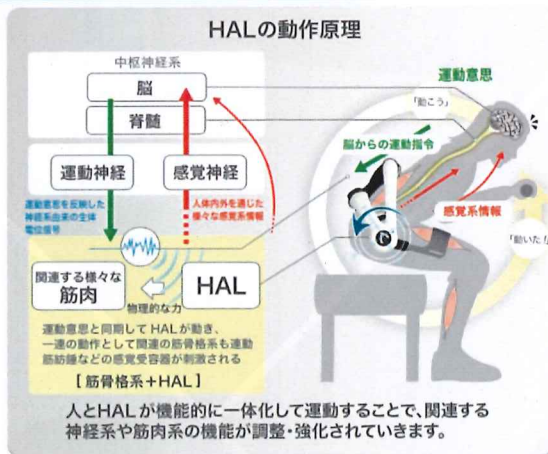 HALの動作原理
中枢神経系
脳
脊髄
運動神経
感覚神経
運動意思を反映した
神経系由来の生体
電位信号
人体内外を通じた
様々な感覚系情報
関連する様々な
筋肉
HAL
物理的な力
運動意思と同期してHALが動き、
一連の動作として関連の筋骨格系も連動
筋紡錘などの感覚受容器が刺激される
[筋骨格系+HAL]
運動意思
「動こう」
脳からの運動指令
感覚系情報
「動いた
人とHALが機能的に一体化して運動することで、関連する
神経系や筋肉系の機能が調整・強化されていきます。